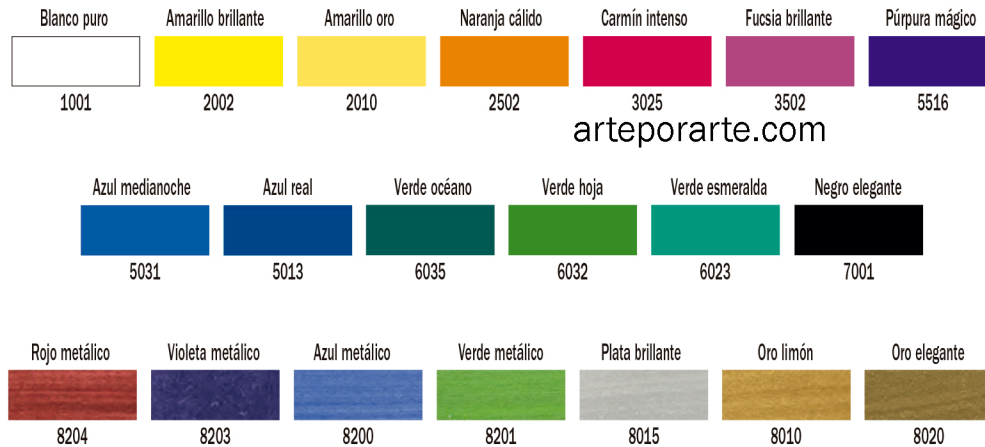 Blanco puro Amarillo brillante Amarillo oro Naranja cálido Carmín intenso Fucsia brillante Púrpura mágico
1001 2002 2010 2502 3025 3502 5516
arteporarte.com
Azul medianoche Azul real Verde océano Verde hoja Verde esmeralda Negro elegante
5031 5013 6035 6032 6023 7001
Rojo metálico Violeta metálico Azul metálico Verde metálico Plata brillante Oro limón Oro elegante
8204 8203 8200 8201 8015 8010 8020